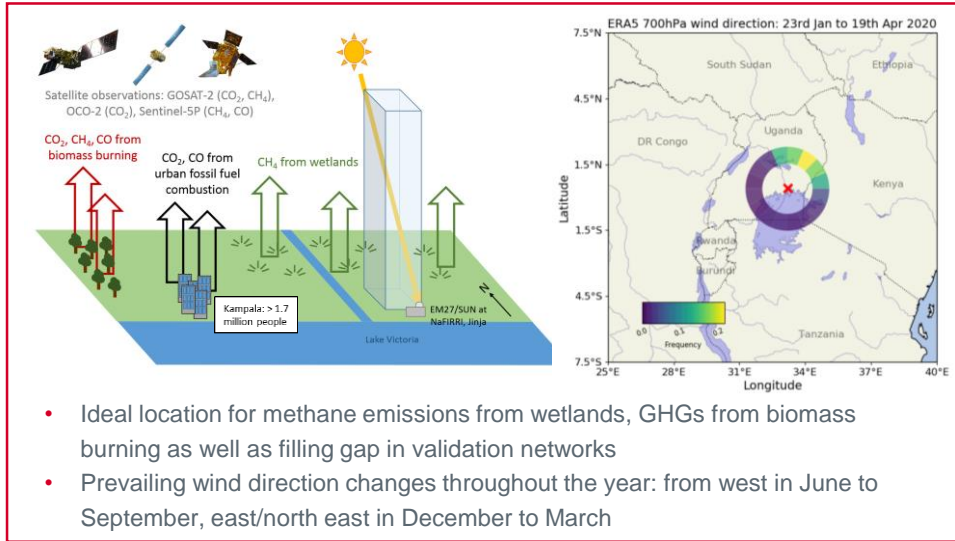 Satellite observations: GOSAT-2 (CO2, CH4),
OCO-2 (CO2), Sentinel-5P (CH4, CO)
CO2, CH4, CO from
biomass burning
CO2, CO from
urban fossil fuel
combustion
CH4 from wetlands
Kampala: > 1.7
million people
EM27/SUN at
NaFIRRI, Jinja
N
Lake Victoria
ERA5 700hPa wind direction: 23rd Jan to 19th Apr 2020
7.5°N
4.5°N
1.5°N
1.5°S
4.5°S
7.5°S
Latitude
South Sudan
Ethiopia
Uganda
DR Congo
Kenya
Rwanda
Burundi
Tanzania
0.0
0.1
0.2
Frequency
25°E
28°E
31°E
34°E
37°E
40°E
Longitude
• Ideal location for methane emissions from wetlands, GHGs from biomass
burning as well as filling gap in validation networks
• Prevailing wind direction changes throughout the year: from west in June to
September, east/north east in December to March